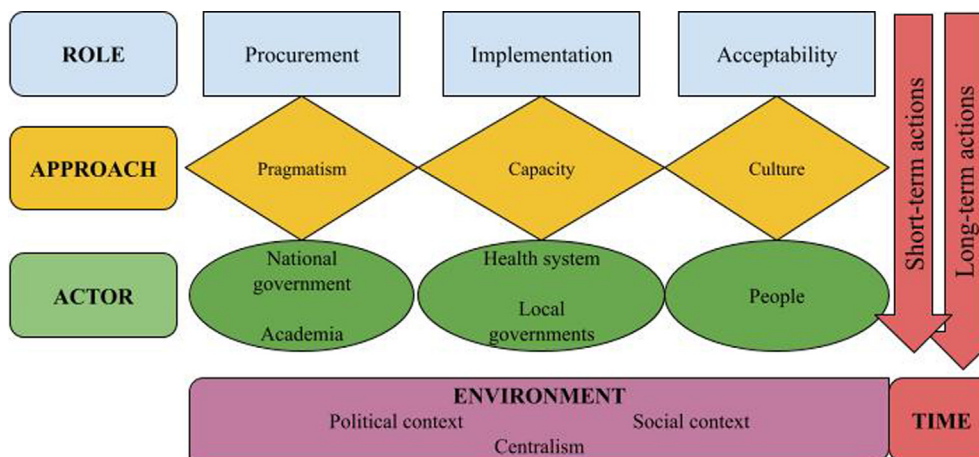 ROLE
Procurement
Implementation
Acceptability
APPROACH
Pragmatism
Capacity
Culture
ACTOR
National
government
Academia
Health system
Local
governments
People
Short-term actions
Long-term actions
ENVIRONMENT
Political context
Social context
Centralism
TIME